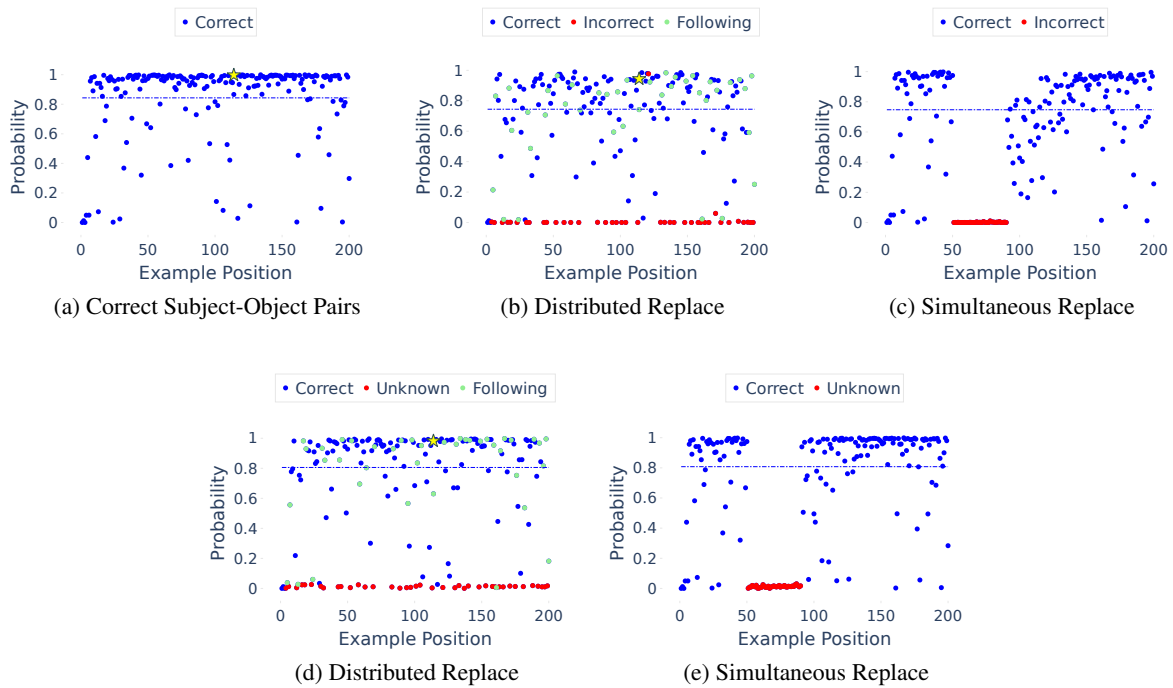 Correct
Probability
1
0.8
0.6
0.4
0.2
0
0 50 100 150 200
Example Position
(a) Correct Subject-Object Pairs
Correct Incorrect Following
Probability
1
0.8
0.6
0.4
0.2
0
0 50 100 150 200
Example Position
(b) Distributed Replace
Correct Incorrect
Probability
1
0.8
0.6
0.4
0.2
0
0 50 100 150 200
Example Position
(c) Simultaneous Replace
Correct Unknown Following
Probability
1
0.8
0.6
0.4
0.2
0
0 50 100 150 200
Example Position
(d) Distributed Replace
Correct Unknown
Probability
1
0.8
0.6
0.4
0.2
0
0 50 100 150 200
Example Position
(e) Simultaneous Replace